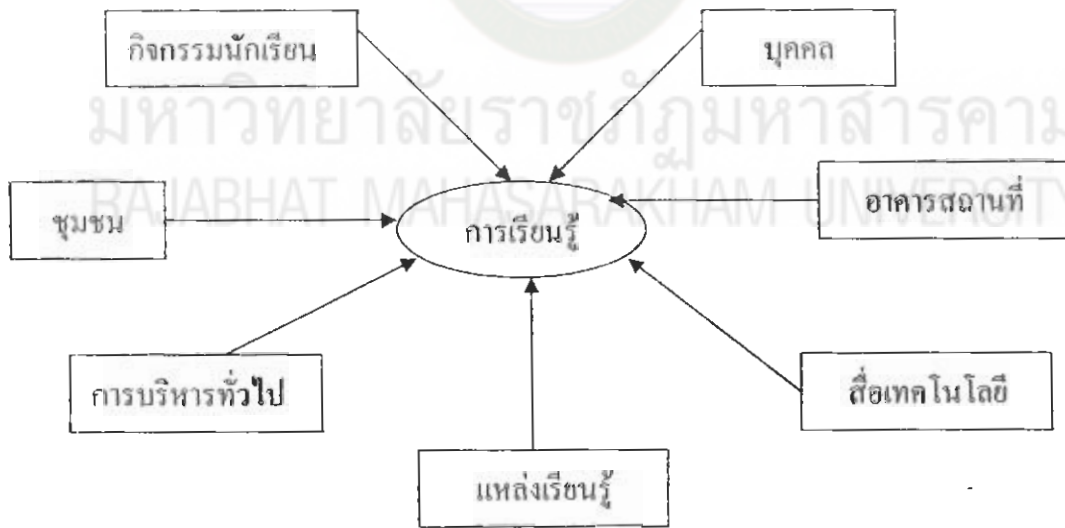 กิจกรรมนักเรียน
บุคคล
มหาวิทยาลัยราชภัฏมหาสารคาม
RAJABHAT MAHASARAKHAM UNIVERSITY
ชุมชน
การเรียนรู้
อาคารสถานที่
การบริหารทั่วไป
สื่อเทคโนโลยี
แหล่งเรียนรู้